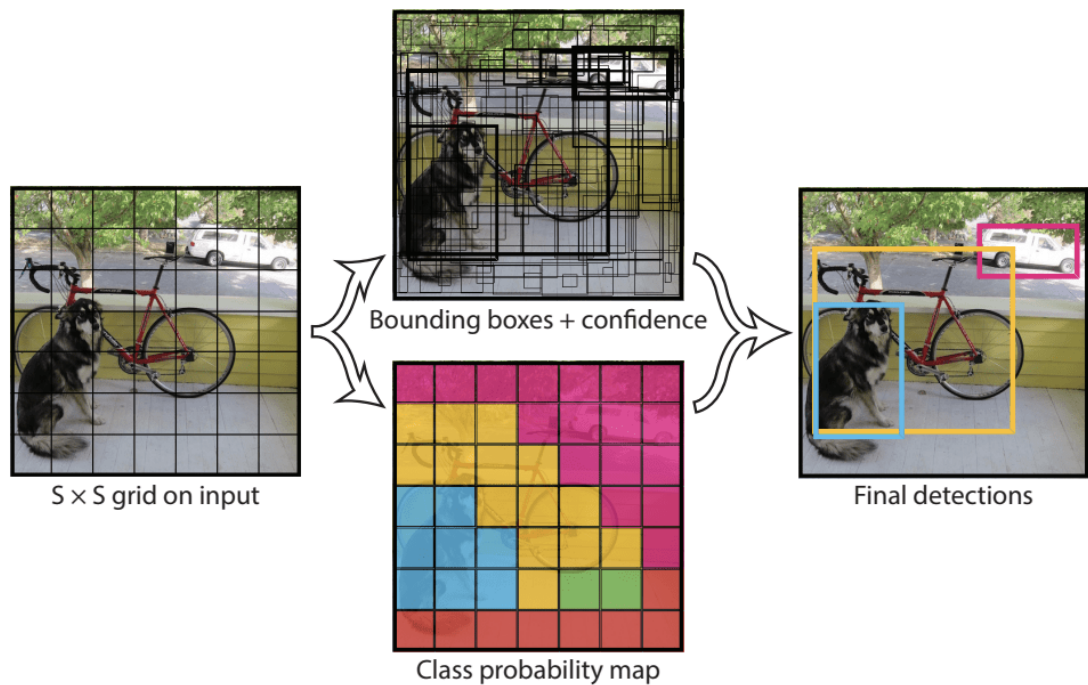 S × S grid on input
Bounding boxes + confidence
Class probability map
Final detections